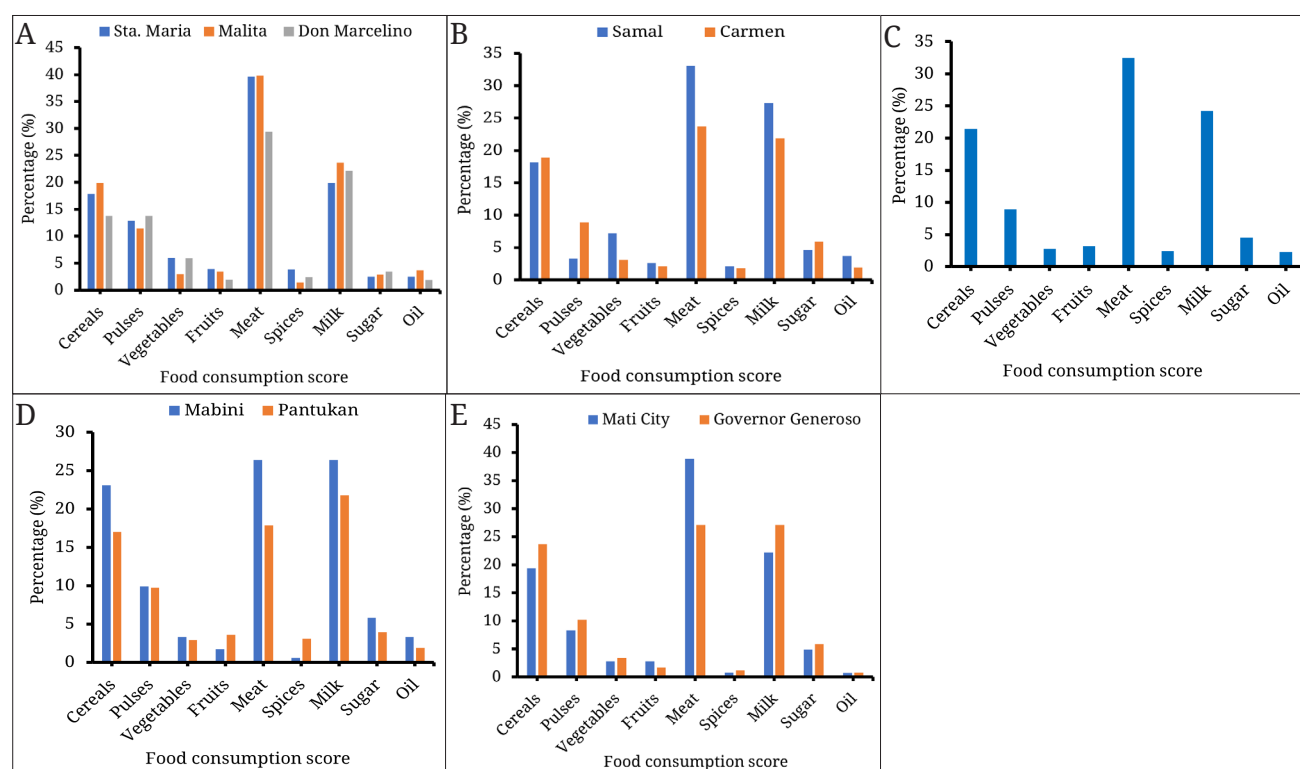 A
Sta. Maria Malita Don Marcelino
45
40
35
30
25
20
15
10
5
0
Percentage (%)
Cereals Pulses Vegetables Fruits Meat Spices Milk Sugar Oil
Food consumption score
B
Samal Carmen
35
30
25
20
15
10
5
0
Percentage (%)
Cereals Pulses Vegetables Fruits Meat Spices Milk Sugar Oil
Food consumption score
C
35
30
25
20
15
10
5
0
Percentage (%)
Cereals Pulses Vegetables Fruits Meat Spices Milk Sugar Oil
Food consumption score
D
Mabini Pantukan
30
25
20
15
10
5
0
Percentage (%)
Cereals Pulses Vegetables Fruits Meat Spices Milk Sugar Oil
Food consumption score
E
Mati City Governor Generoso
45
40
35
30
25
20
15
10
5
0
Percentage (%)
Cereals Pulses Vegetables Fruits Meat Spices Milk Sugar Oil
Food consumption score